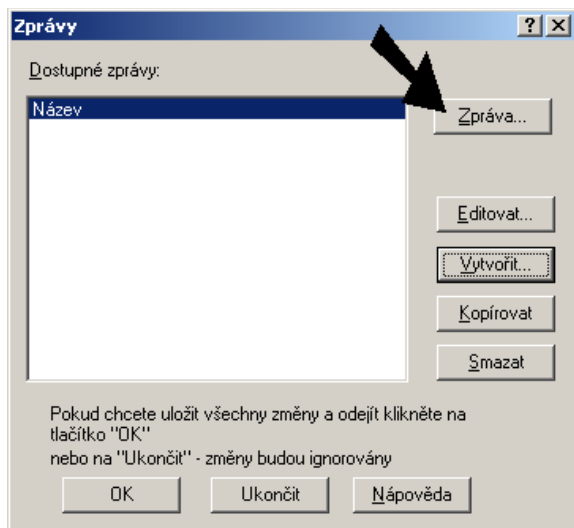 Zprávy
Dostupné zprávy:
Název
Zpráva...
Editovat...
Vytvořit...
Kopírovat
Smazat
Pokud chcete uložit všechny změny a odejít klikněte na
tlačítko "OK"
nebo na "Ukončit" - změny budou ignorovány
OK
Ukončit
Nápověda